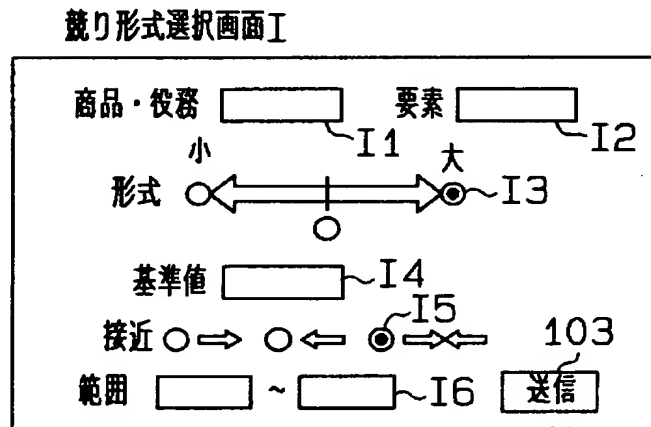 競り形式選択画面I
商品・役務 I1 要素 I2
小 大
形式 I3
基準値 I4
接近 I5 103
範囲 ~ I6 送信